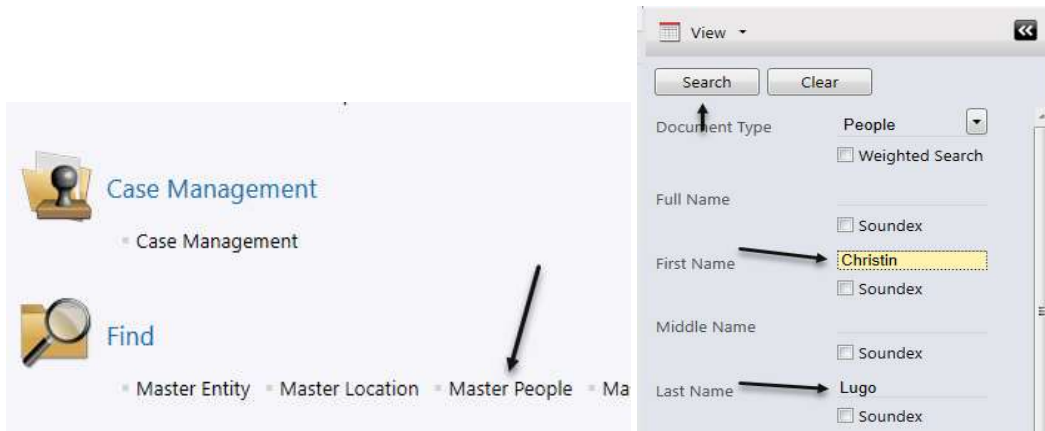 Case Management
Case Management
Find
Master Entity Master Location Master People Ma
View
Search Clear
Document Type People
Weighted Search
Full Name
Soundex
First Name Christin
Soundex
Middle Name
Soundex
Last Name Lugo
Soundex